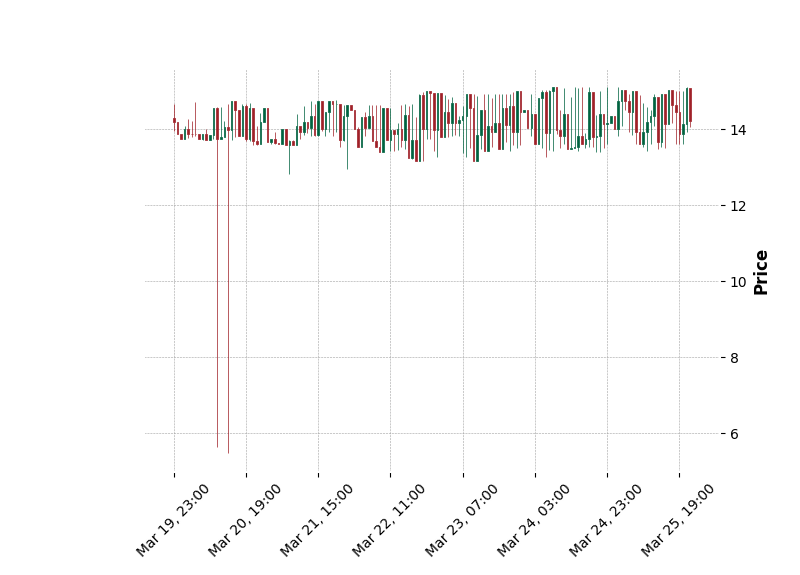 14
12
10
8
6
Price
Mar 19, 23:00
Mar 20, 19:00
Mar 21, 15:00
Mar 22, 11:00
Mar 23, 07:00
Mar 24, 03:00
Mar 24, 23:00
Mar 25, 19:00